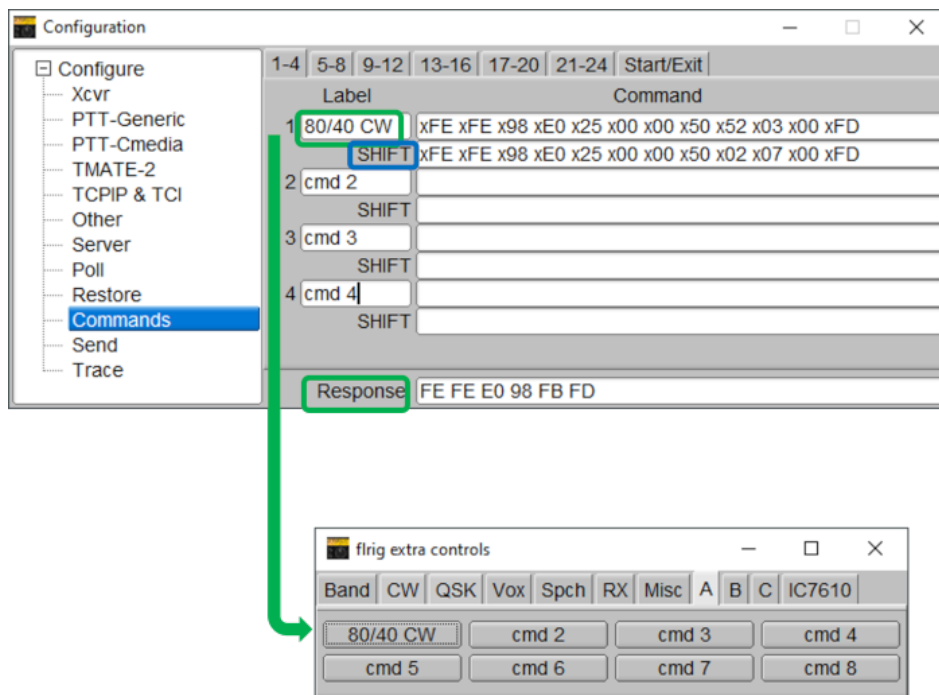 Configuration
Configure
Xcvr
PTT-Generic
PTT-Cmedia
TMATE-2
TCPIP & TCI
Other
Server
Poll
Restore
Commands
Send
Trace
1-4 5-8 9-12 13-16 17-20 21-24 Start/Exit
Label Command
1 80/40 CW xFE xFE x98 xE0 x25 x00 x00 x50 x52 x03 x00 xFD
SHIFT xFE xFE x98 xE0 x25 x00 x00 x50 x02 x07 x00 xFD
2 cmd 2
SHIFT
3 cmd 3
SHIFT
4 cmd 4
SHIFT
Response FE FE E0 98 FB FD
flrig extra controls
Band CW QSK Vox Spch RX Misc A B C IC7610
80/40 CW cmd 2 cmd 3 cmd 4
cmd 5 cmd 6 cmd 7 cmd 8